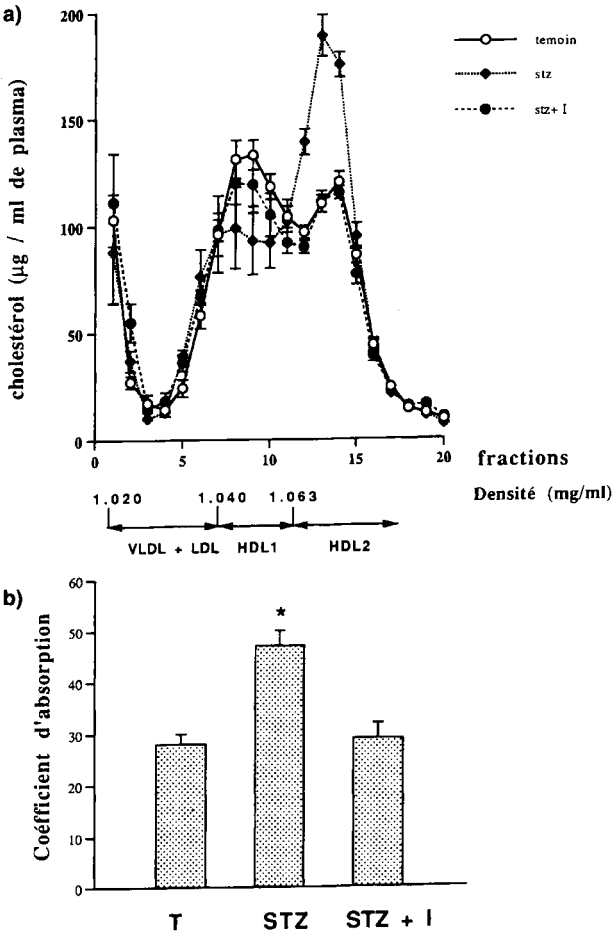 a)
200
150
100
50
0
cholestérol (µg / ml de plasma)
temoin
stz
stz+ I
0 5 10 15 20
fractions
Densité (mg/ml)
1.020 1.040 1.063
VLDL + LDL HDL1 HDL2
b)
60
50
40
30
20
10
0
Coéfficient d'absorption
*
T STZ STZ + I